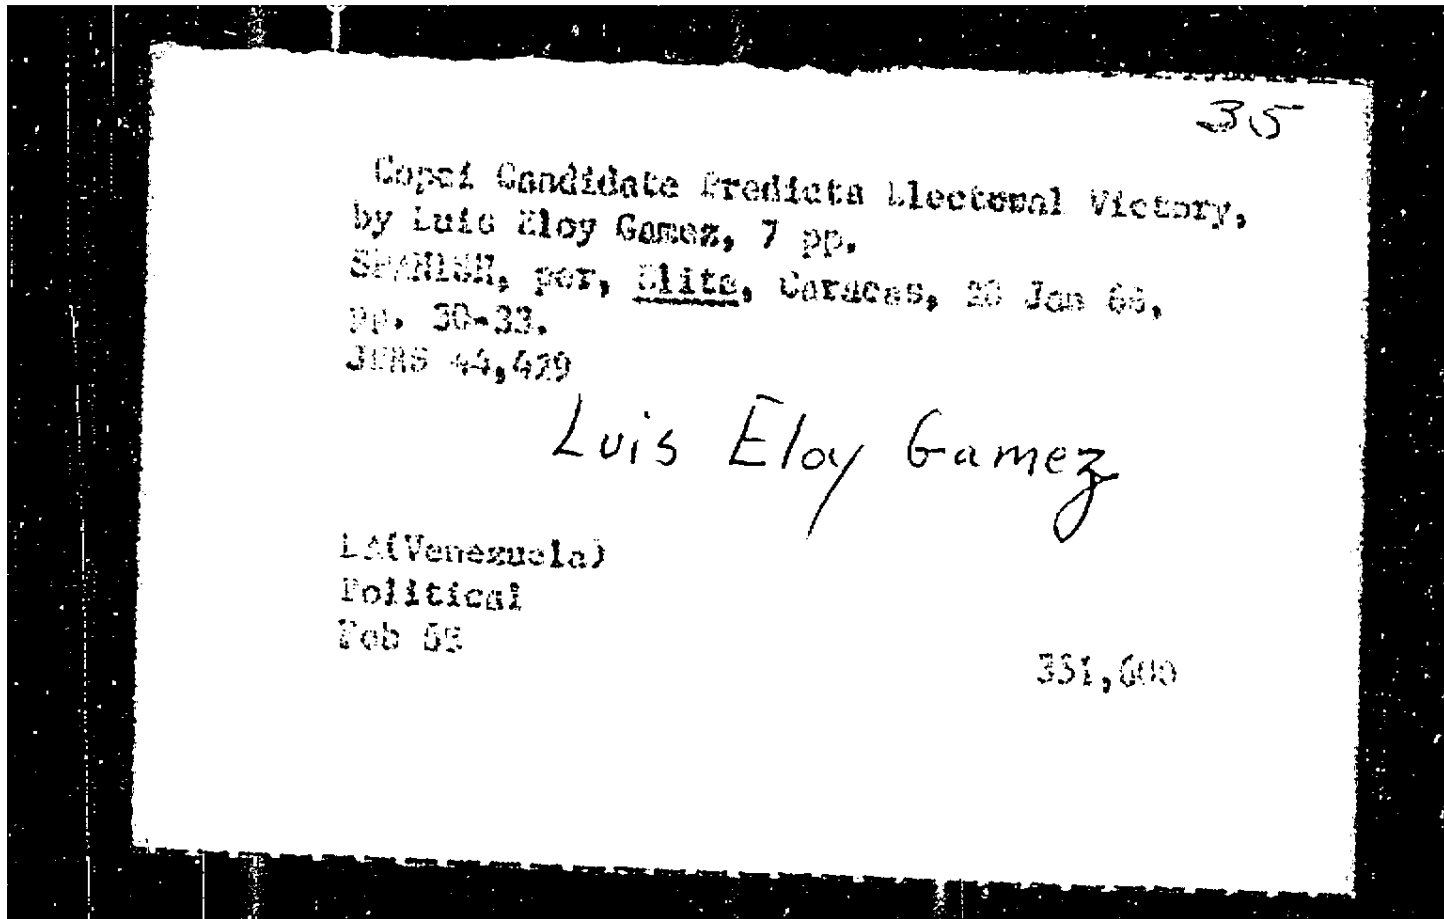 35
Copei Candidate Predicts Electoral Victory,
by Luis Eloy Gamez, 7 pp.
SPANISH, per, Elite, Caracas, 20 Jan 68,
pp. 30-33.
JPRS 44,429
Luis Eloy Gamez
LA(Venezuela)
Political
Feb 68
351,600